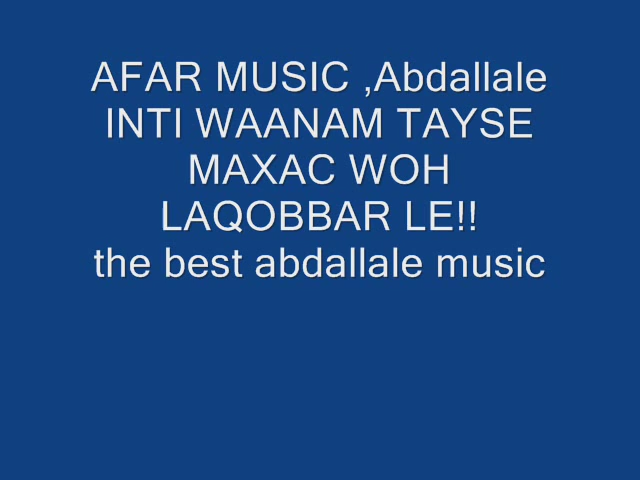 AFAR MUSIC ,Abdallale
INTI WAANAM TAYSE
MAXAC WOH
LAQOBBAR LE!!
the best abdallale music